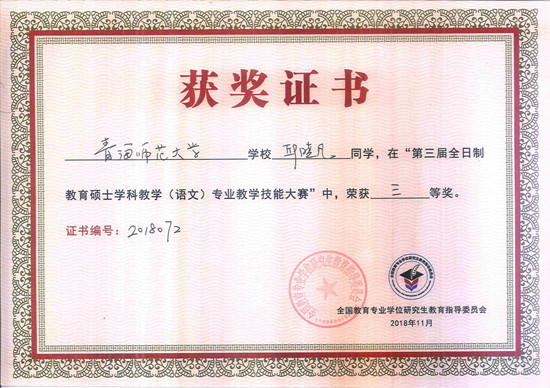 获奖证书
青海师范大学 学校 邱晓凡 同学，在“第三届全日制
教育硕士学科教学（语文）专业教学技能大赛”中，荣获 三 等奖。
证书编号：2018072
全国教育专业学位研究生教育指导委员会
2018年11月